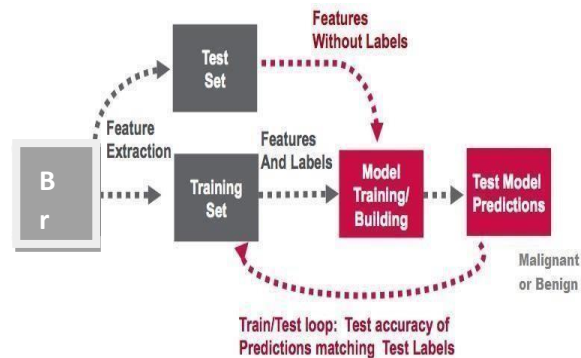 Features
Without Labels
Test
Set
Feature
Extraction
Features
And Labels
B
r
Training
Set
Model
Training/
Building
Test Model
Predictions
Malignant
or Benign
Train/Test loop: Test accuracy of
Predictions matching Test Labels